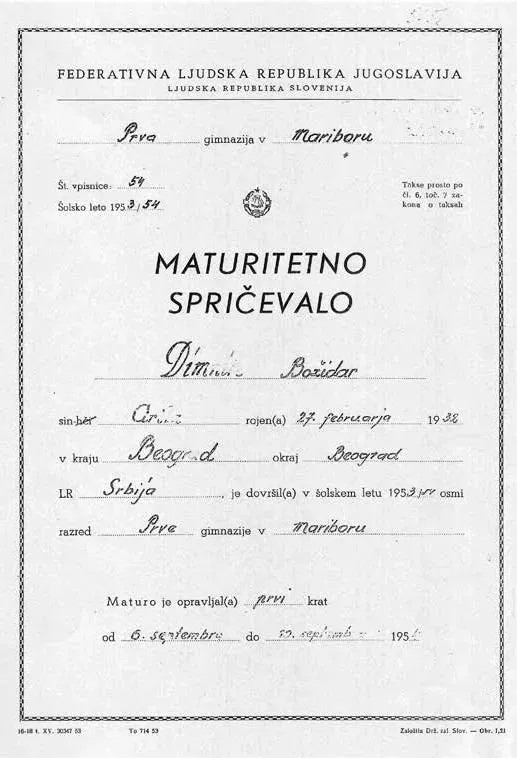 FEDERATIVNA LJUDSKA REPUBLIKA JUGOSLAVIJA
LJUDSKA REPUBLIKA SLOVENIJA
Prva gimnazija v Mariboru
Št. vpisnice: 54
Takse prosto po
čl. 6, toč. 7 za-
kona o taksah
Šolsko leto 1953/54
MATURITETNO
SPRIČEVALO
Božidar
sin-hči rojen(a) 27. februarja 1932
v kraju Beograd okraj Beograd
LR Srbija, je dovršil(a) v šolskem letu 1953 osmi
razred Prve gimnazije v Mariboru
Maturo je opravljal(a) prvi krat
od 6. septembra do 195
16-18 t. XV. 30347 53 To 714 53 Založila Drž. zal. Slov. — Obr. 1,21